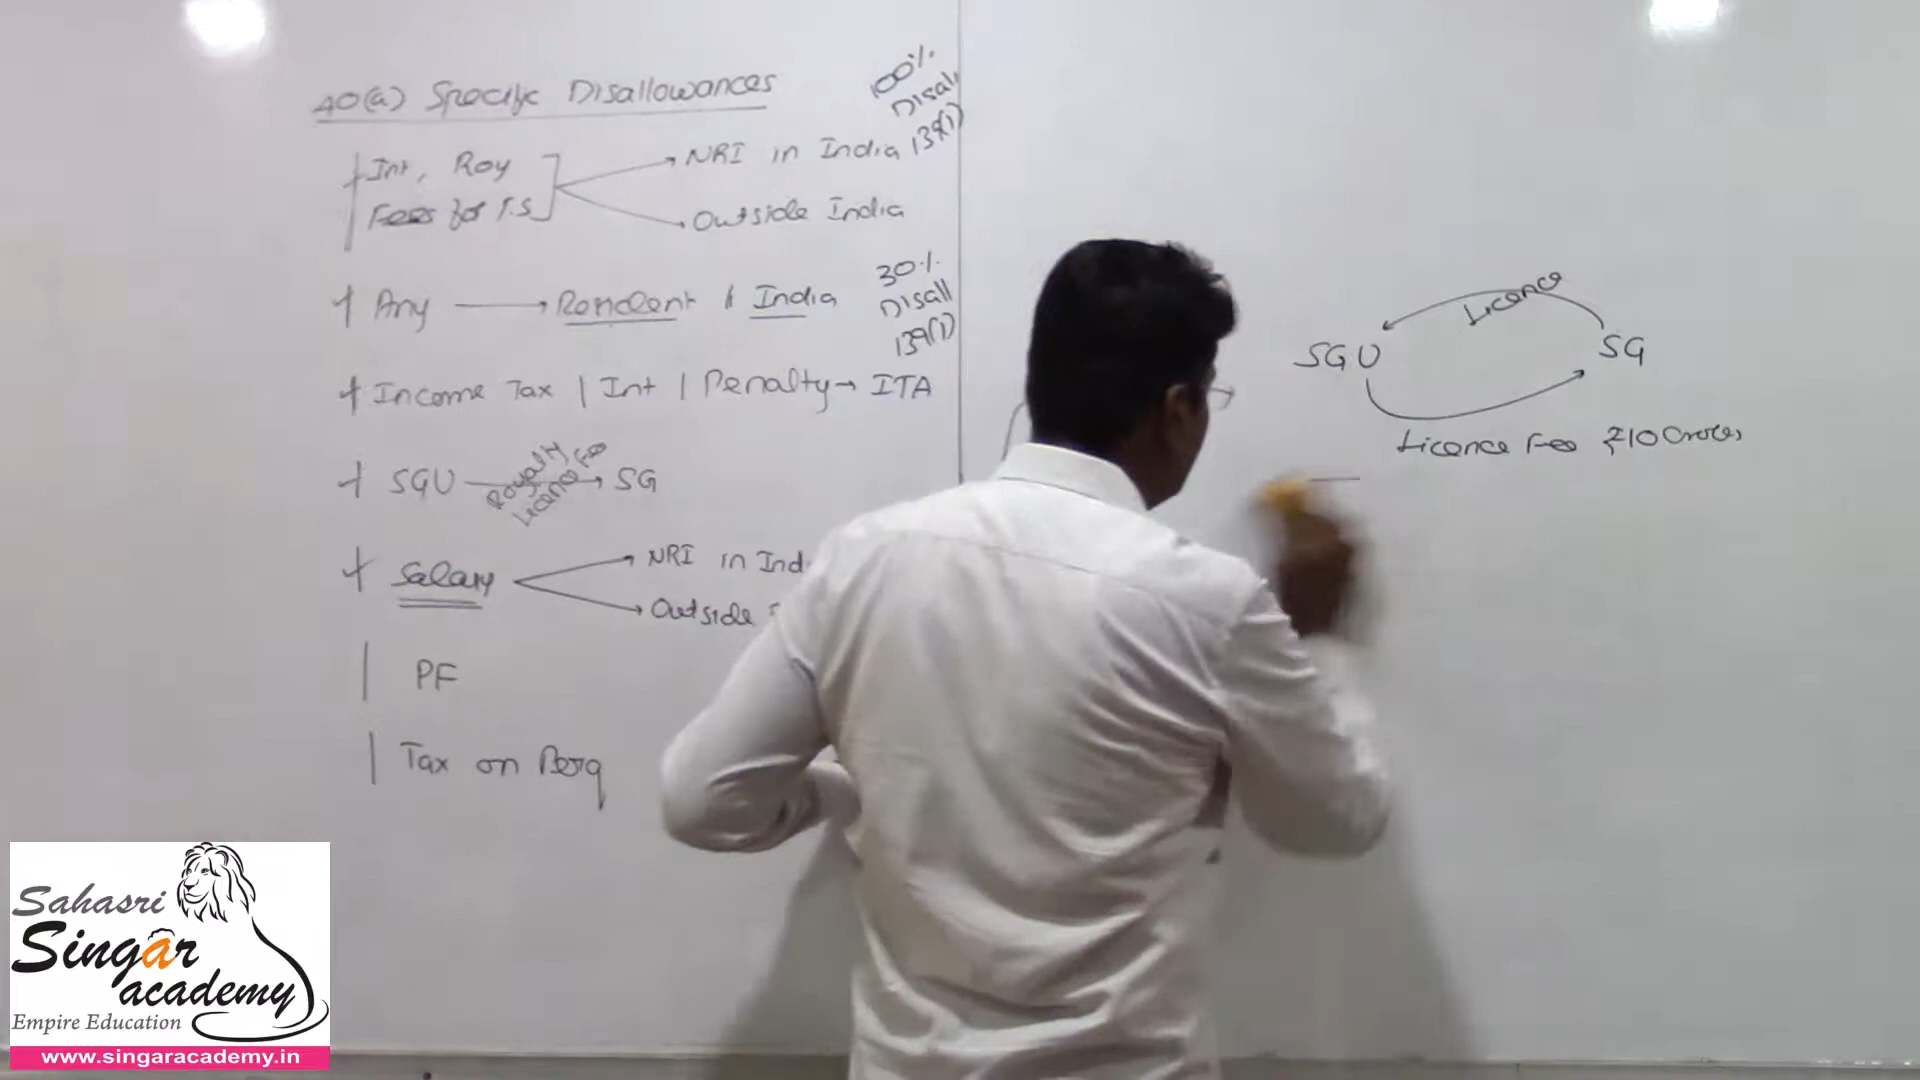 40(a) Specific Disallowances
100%
Disall
139(1)
Int, Roy
Fees for T.S
NRI in India
Outside India
Any → Resident | India
30%
Disall
139(1)
Income Tax | Int | Penalty → ITA
SGU → SG
Royalty
Licence Fee
Salary
NRI in Ind
Outside
PF
Tax on Perq
Licence
SGU
SG
Licence Fee ₹10 Crores
Sahasri
Singar
academy
Empire Education
www.singaracademy.in